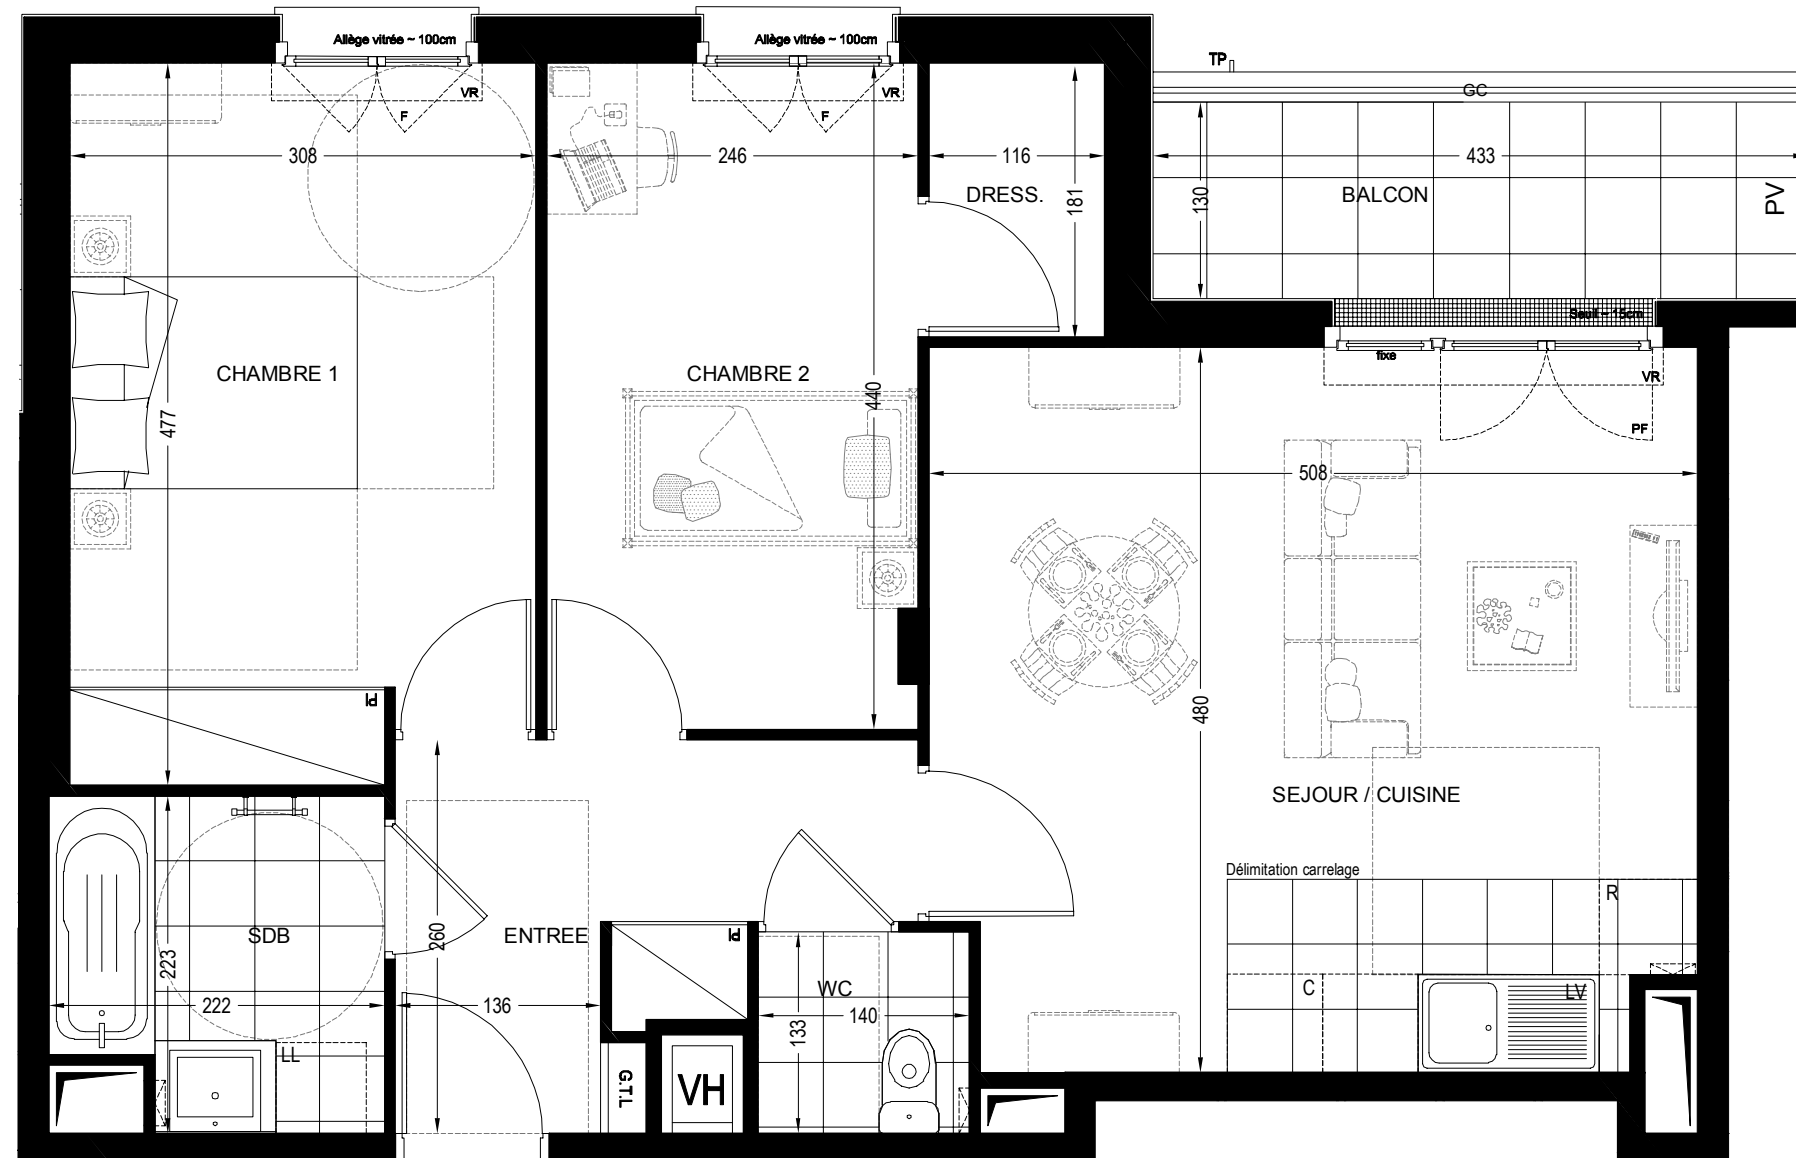 Allège vitrée ~ 100cm
Allège vitrée ~ 100cm
TP
VR
VR
GC
F
F
308
246
116
433
DRESS.
181
130
BALCON
PV
Seuil ~ 15cm
fixe
CHAMBRE 1
CHAMBRE 2
VR
440
477
PF
508
Pl
480
SEJOUR / CUISINE
Délimitation carrelage
R
260
SDB
ENTREE
Pl
223
WC
C
LV
222
136
140
133
LL
VH
G.T.L